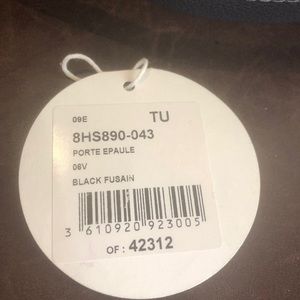 09E TU
8HS890-043
PORTE EPAULE
06V
BLACK FUSAIN
3 610920 923005
OF : 42312